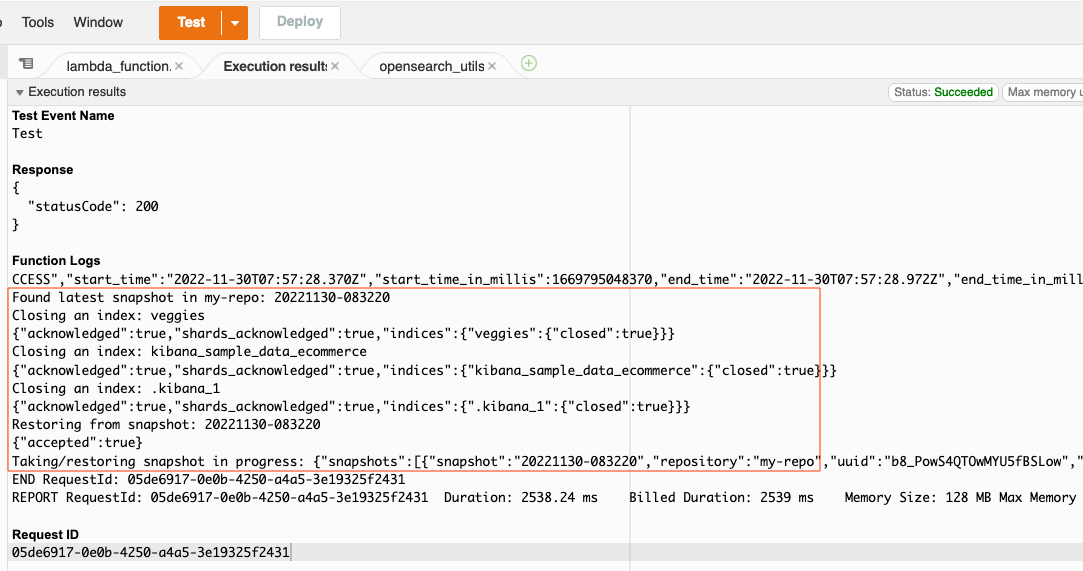 Tools Window Test Deploy
lambda_function. Execution results opensearch_utils
Execution results Status: Succeeded Max memory
Test Event Name
Test
Response
{
"statusCode": 200
}
Function Logs
CCESS","start_time":"2022-11-30T07:57:28.370Z","start_time_in_millis":1669795048370,"end_time":"2022-11-30T07:57:28.972Z","end_time_in_mill
Found latest snapshot in my-repo: 20221130-083220
Closing an index: veggies
{"acknowledged":true,"shards_acknowledged":true,"indices":{"veggies":{"closed":true}}}
Closing an index: kibana_sample_data_ecommerce
{"acknowledged":true,"shards_acknowledged":true,"indices":{"kibana_sample_data_ecommerce":{"closed":true}}}
Closing an index: .kibana_1
{"acknowledged":true,"shards_acknowledged":true,"indices":{".kibana_1":{"closed":true}}}
Restoring from snapshot: 20221130-083220
{"accepted":true}
Taking/restoring snapshot in progress: {"snapshots":[{"snapshot":"20221130-083220","repository":"my-repo","uuid":"b8_PowS4QTOwMYU5fBSLow","
END RequestId: 05de6917-0e0b-4250-a4a5-3e19325f2431
REPORT RequestId: 05de6917-0e0b-4250-a4a5-3e19325f2431 Duration: 2538.24 ms Billed Duration: 2539 ms Memory Size: 128 MB Max Memory
Request ID
05de6917-0e0b-4250-a4a5-3e19325f2431